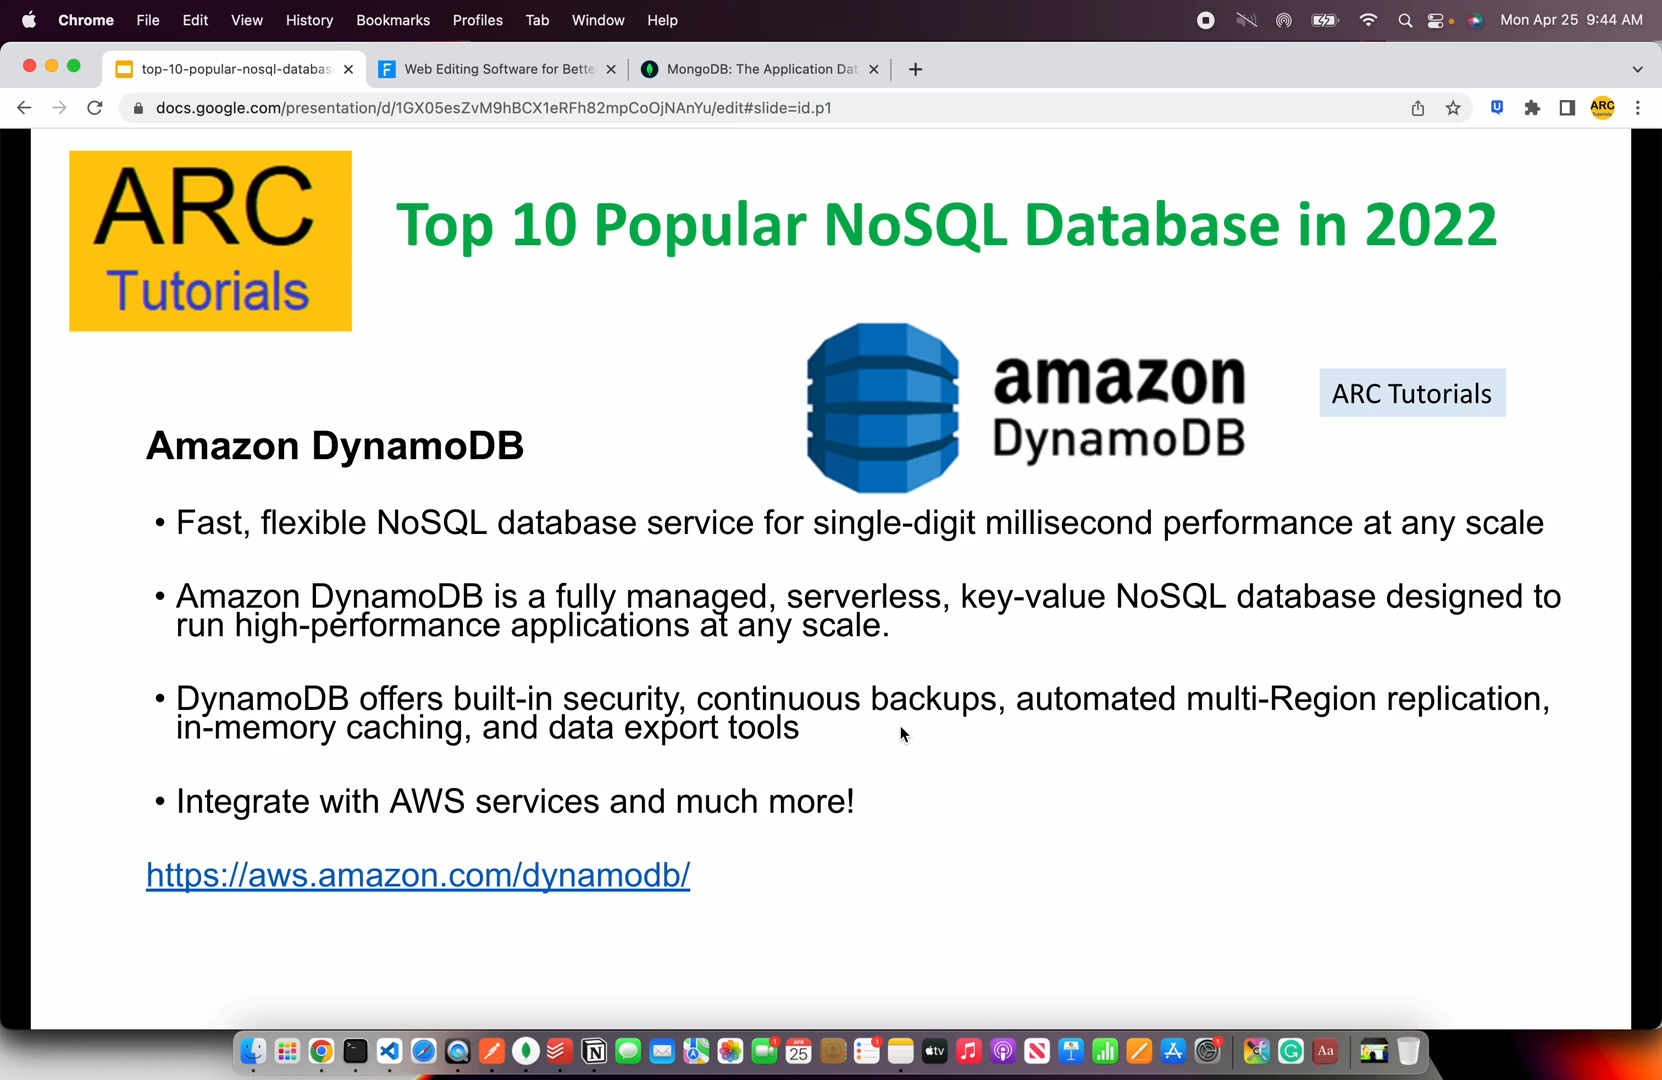 Chrome File Edit View History Bookmarks Profiles Tab Window Help Mon Apr 25 9:44 AM
top-10-popular-nosql-databas Web Editing Software for Bette MongoDB: The Application Dat
docs.google.com/presentation/d/1GX05esZvM9hBCX1eRFh82mpCoOjNAnYu/edit#slide=id.p1
ARC
Tutorials
Top 10 Popular NoSQL Database in 2022
amazon
DynamoDB
ARC Tutorials
Amazon DynamoDB
• Fast, flexible NoSQL database service for single-digit millisecond performance at any scale
• Amazon DynamoDB is a fully managed, serverless, key-value NoSQL database designed to
run high-performance applications at any scale.
• DynamoDB offers built-in security, continuous backups, automated multi-Region replication,
in-memory caching, and data export tools
• Integrate with AWS services and much more!
https://aws.amazon.com/dynamodb/